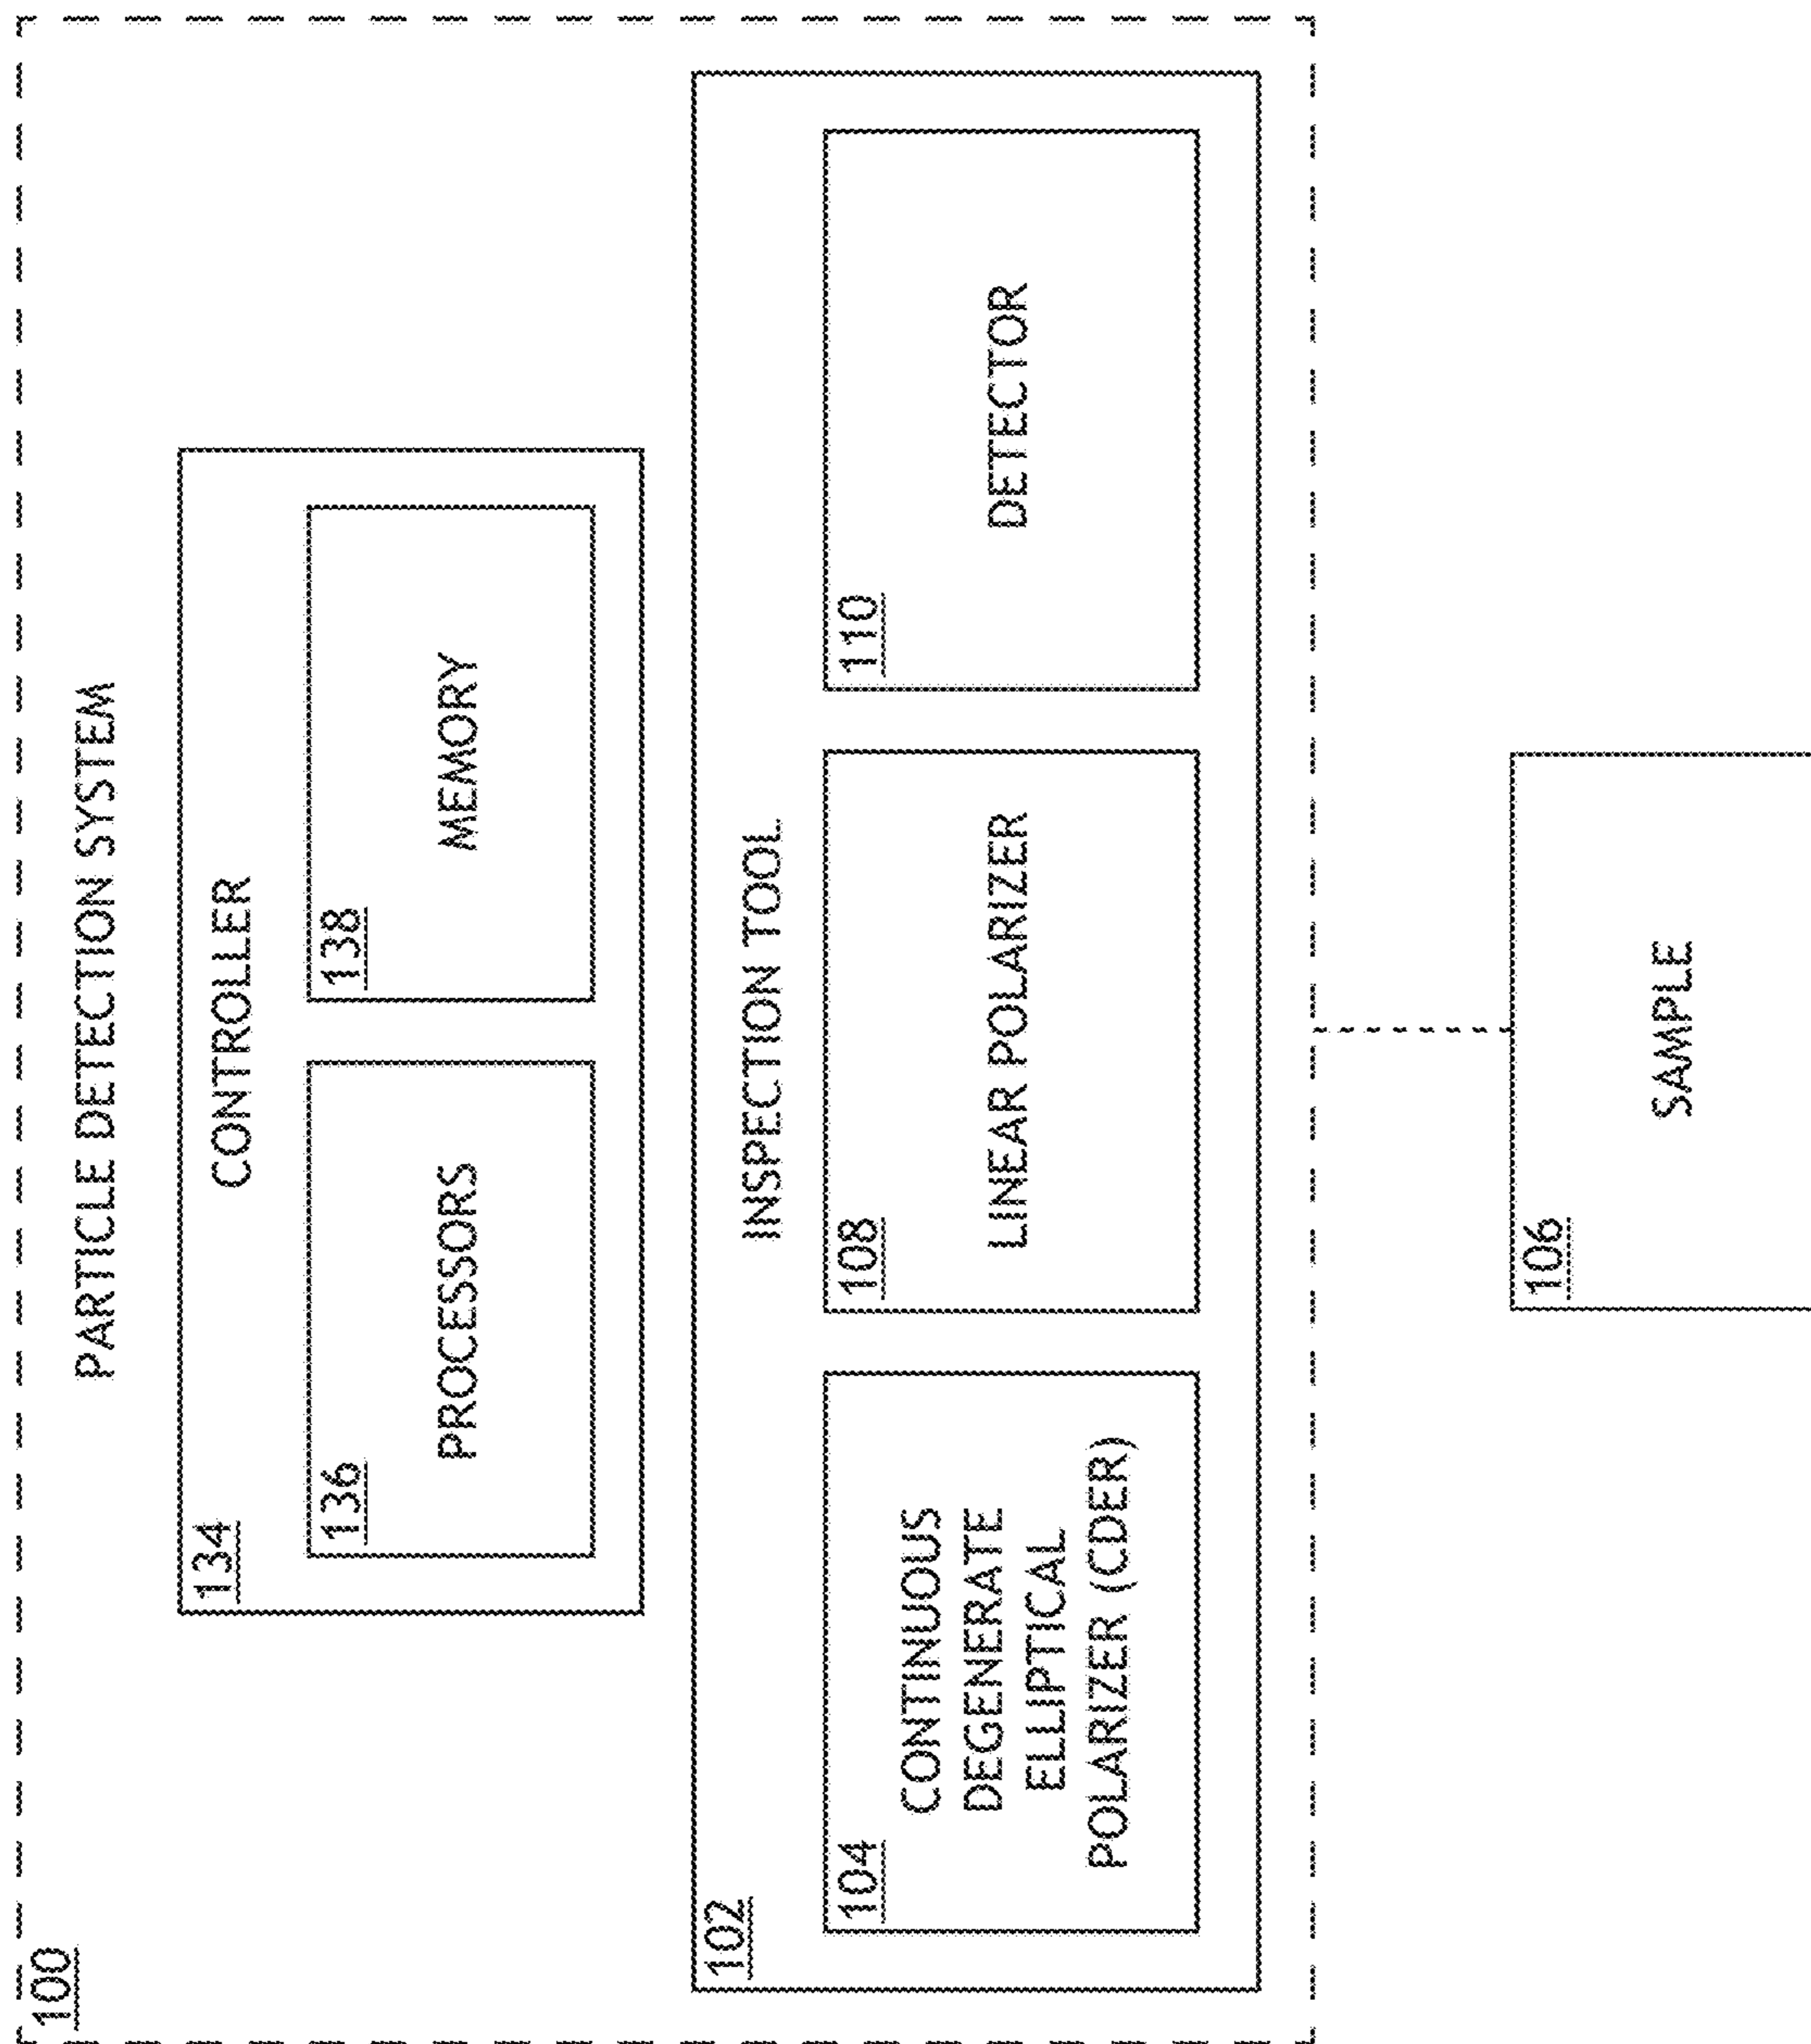 100
PARTICLE DETECTION SYSTEM
134
CONTROLLER
136
PROCESSORS
138
MEMORY
102
INSPECTION TOOL
104
CONTINUOUS
DEGENERATE
ELLIPTICAL
POLARIZER (CDER)
108
LINEAR POLARIZER
110
DETECTOR
106
SAMPLE